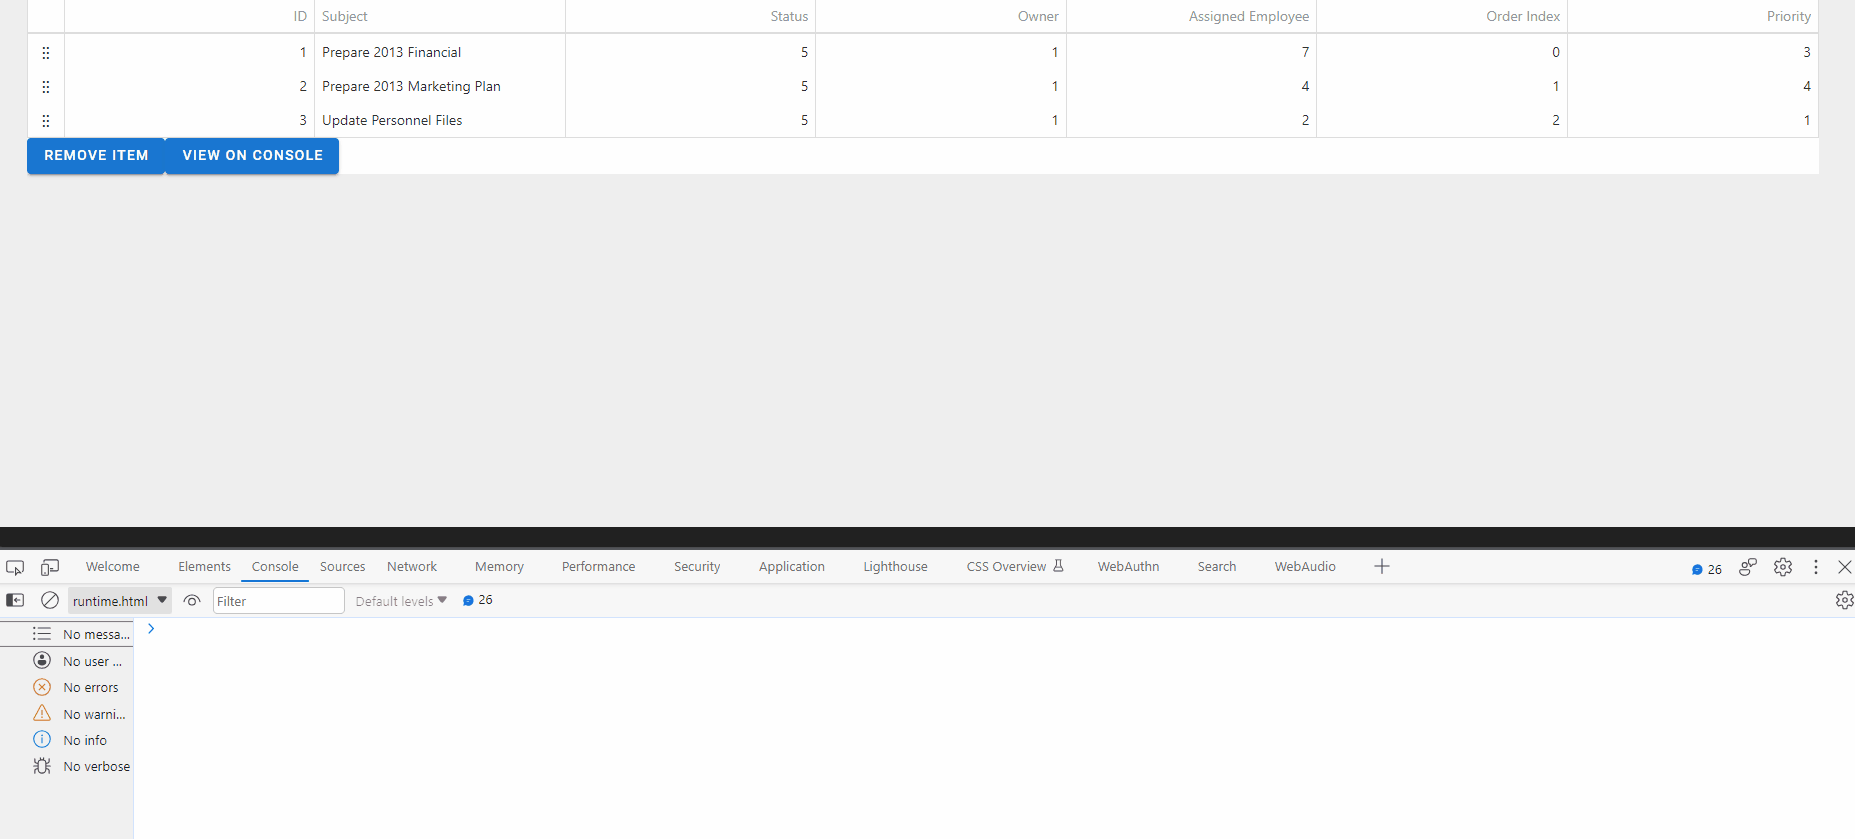 ID Subject Status Owner Assigned Employee Order Index Priority
1 Prepare 2013 Financial 5 1 7 0 3
2 Prepare 2013 Marketing Plan 5 1 4 1 4
3 Update Personnel Files 5 1 2 2 1
REMOVE ITEM VIEW ON CONSOLE
Welcome Elements Console Sources Network Memory Performance Security Application Lighthouse CSS Overview WebAuthn Search WebAudio 26
runtime.html Filter Default levels 26
No messa...
No user ...
No errors
No warni...
No info
No verbose